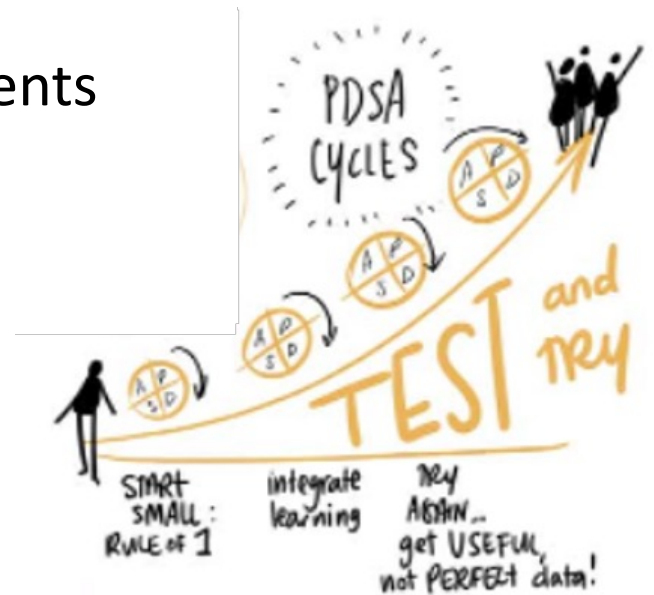 ents
PDSA
CYCLES
A P
S D
A P
S D
A P
S D
A P
S D
TEST and
TRY
START
SMALL:
RULE OF 1
integrate
learning
TRY
AGAIN...
get USEFUL,
not PERFECT data!